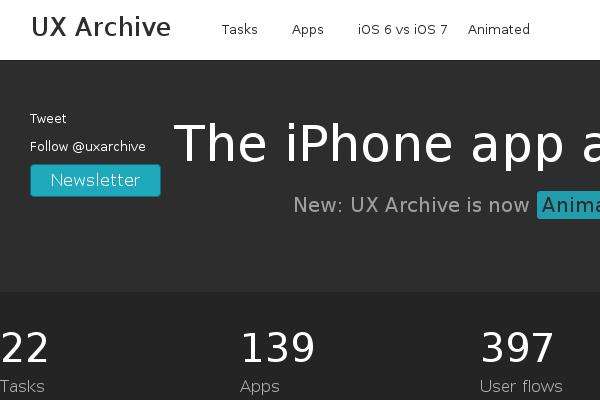 UX Archive
Tasks Apps iOS 6 vs iOS 7 Animated
Tweet
Follow @uxarchive
Newsletter
The iPhone app
New: UX Archive is now
22 139 397
Tasks Apps User flows